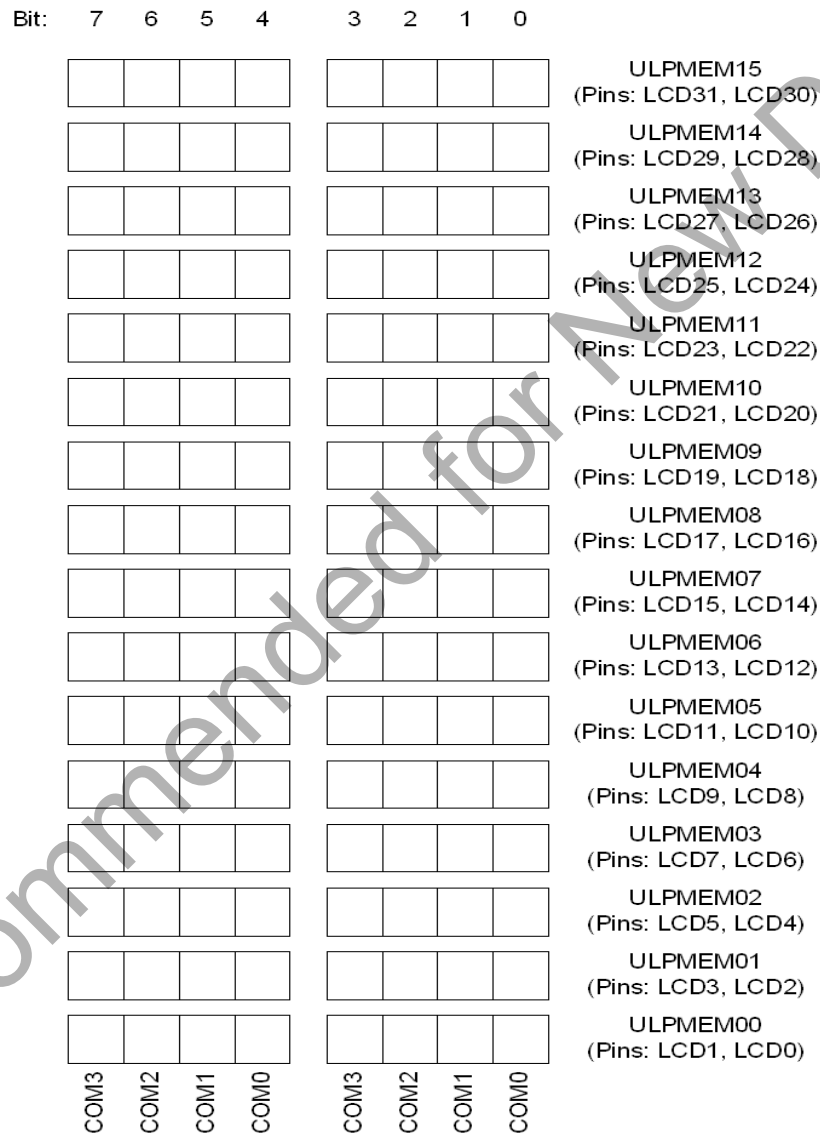 Bit: 7 6 5 4 3 2 1 0
ULPMEM15
(Pins: LCD31, LCD30)
ULPMEM14
(Pins: LCD29, LCD28)
ULPMEM13
(Pins: LCD27, LCD26)
ULPMEM12
(Pins: LCD25, LCD24)
ULPMEM11
(Pins: LCD23, LCD22)
ULPMEM10
(Pins: LCD21, LCD20)
ULPMEM09
(Pins: LCD19, LCD18)
ULPMEM08
(Pins: LCD17, LCD16)
ULPMEM07
(Pins: LCD15, LCD14)
ULPMEM06
(Pins: LCD13, LCD12)
ULPMEM05
(Pins: LCD11, LCD10)
ULPMEM04
(Pins: LCD9, LCD8)
ULPMEM03
(Pins: LCD7, LCD6)
ULPMEM02
(Pins: LCD5, LCD4)
ULPMEM01
(Pins: LCD3, LCD2)
ULPMEM00
(Pins: LCD1, LCD0)
COM3 COM2 COM1 COM0 COM3 COM2 COM1 COM0
ommended for New D